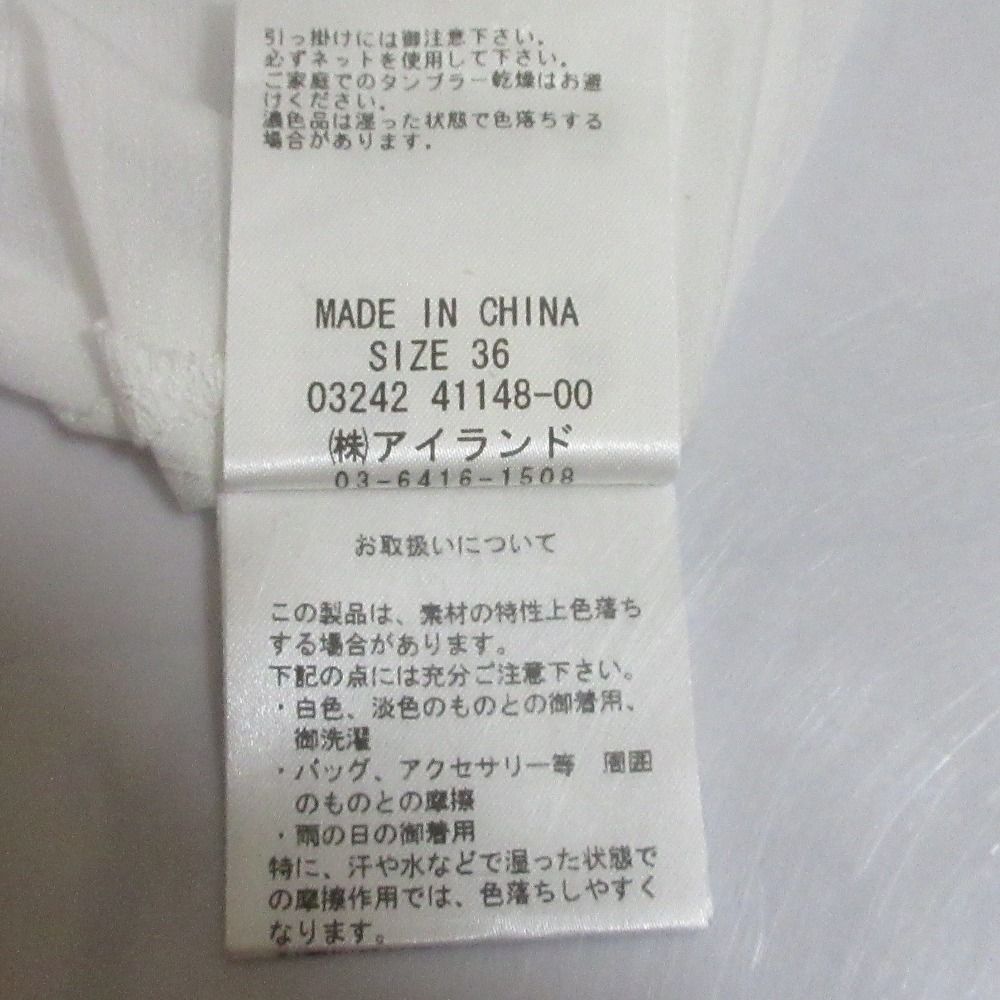 引っ掛けには御注意下さい。
必ずネットを使用して下さい。
ご家庭でのタンブラー乾燥はお避
けください。
濃色品は湿った状態で色落ちする
場合があります。
MADE IN CHINA
SIZE 36
03242 41148-00
㈱アイランド
03-6416-1508
お取扱いについて
この製品は、素材の特性上色落ち
する場合があります。
下記の点には充分ご注意下さい。
・白色、淡色のものとの御着用、
御洗濯
・バッグ、アクセサリー等 周囲
のものとの摩擦
・雨の日の御着用
特に、汗や水などで湿った状態で
の摩擦作用では、色落ちしやすく
なります。